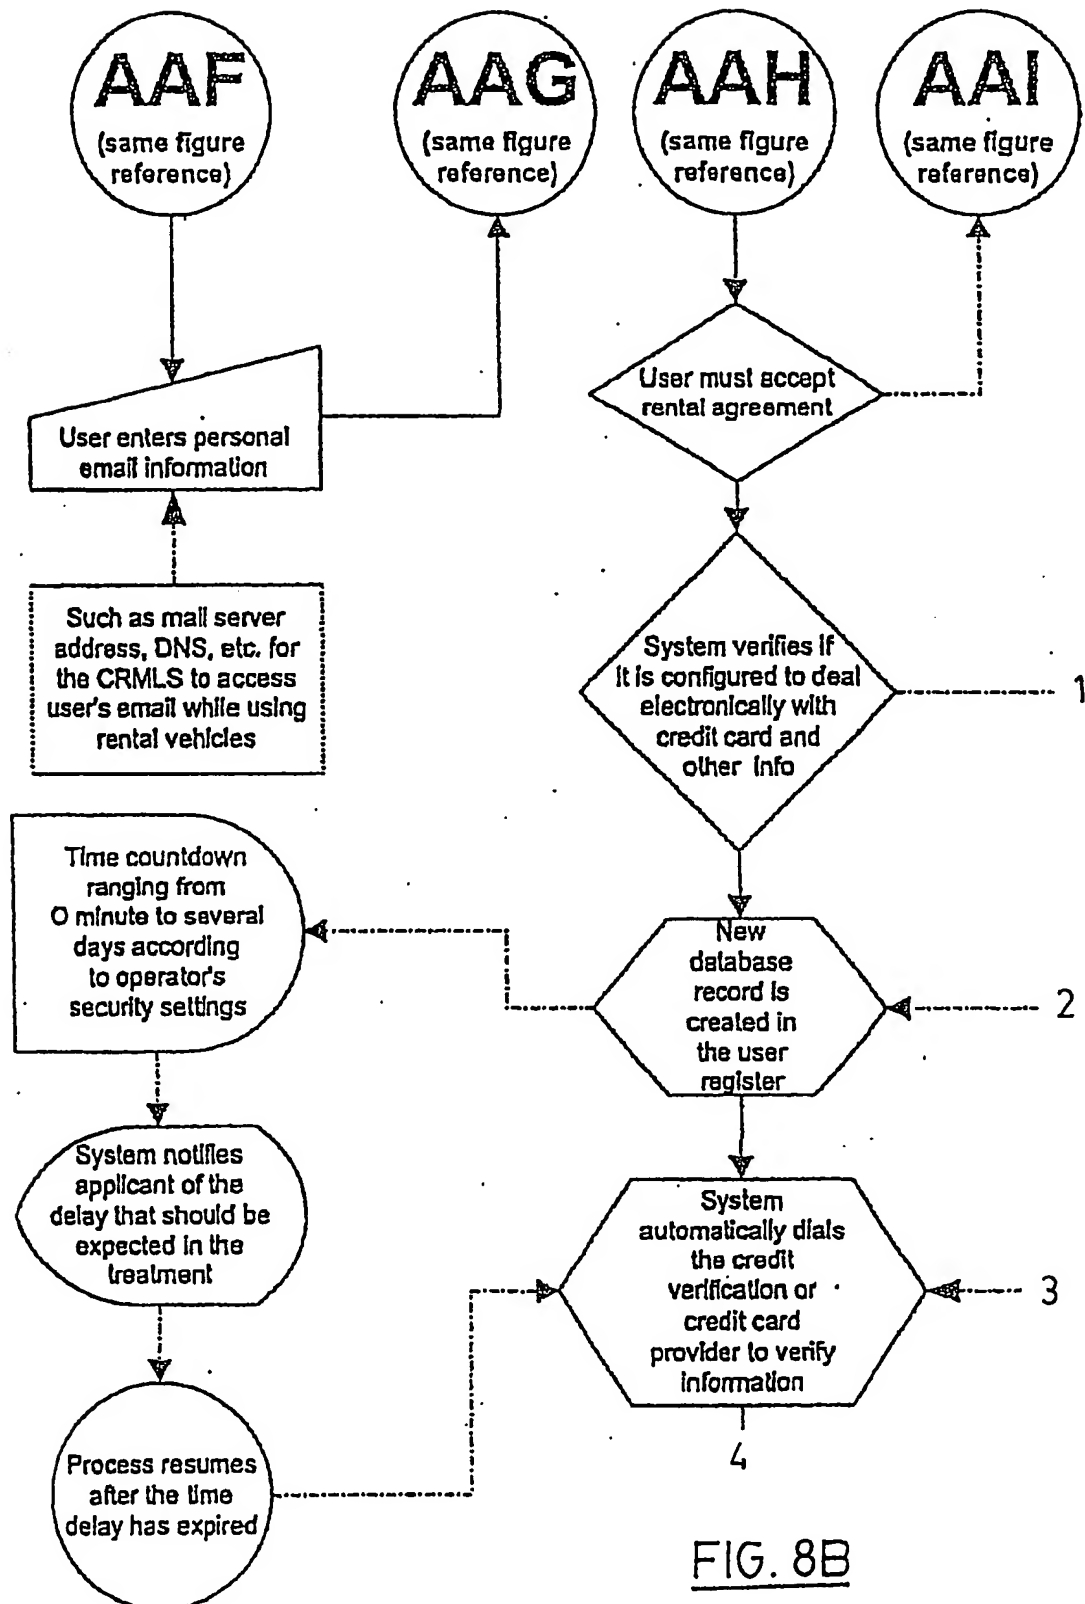 AAF
(same figure
reference)
AAG
(same figure
reference)
AAH
(same figure
reference)
AAI
(same figure
reference)
User enters personal
email information
Such as mail server
address, DNS, etc. for
the CRMLS to access
user's email while using
rental vehicles
User must accept
rental agreement
System verifies if
it is configured to deal
electronically with
credit card and
other info
1
Time countdown
ranging from
0 minute to several
days according
to operator's
security settings
New
database
record is
created in
the user
register
2
System notifies
applicant of the
delay that should be
expected in the
treatment
System
automatically dials
the credit
verification or
credit card
provider to verify
information
3
4
Process resumes
after the time
delay has expired
FIG. 8B